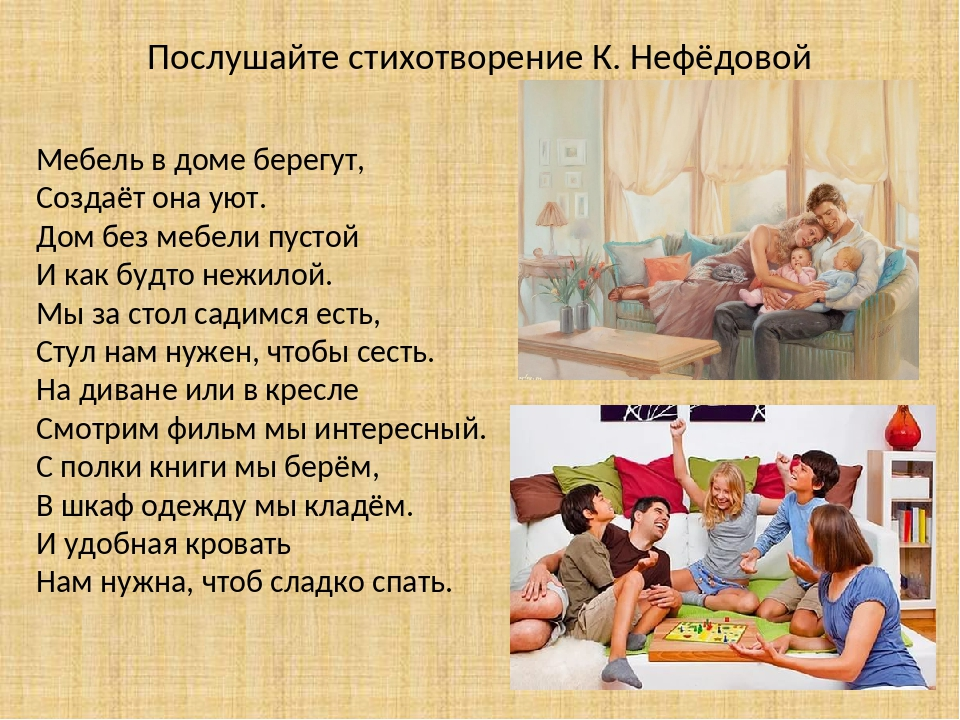 Послушайте стихотворение К. Нефёдовой
Мебель в доме берегут,
Создаёт она уют.
Дом без мебели пустой
И как будто нежилой.
Мы за стол садимся есть,
Стул нам нужен, чтобы сесть.
На диване или в кресле
Смотрим фильм мы интересный.
С полки книги мы берём,
В шкаф одежду мы кладём.
И удобная кровать
Нам нужна, чтоб сладко спать.